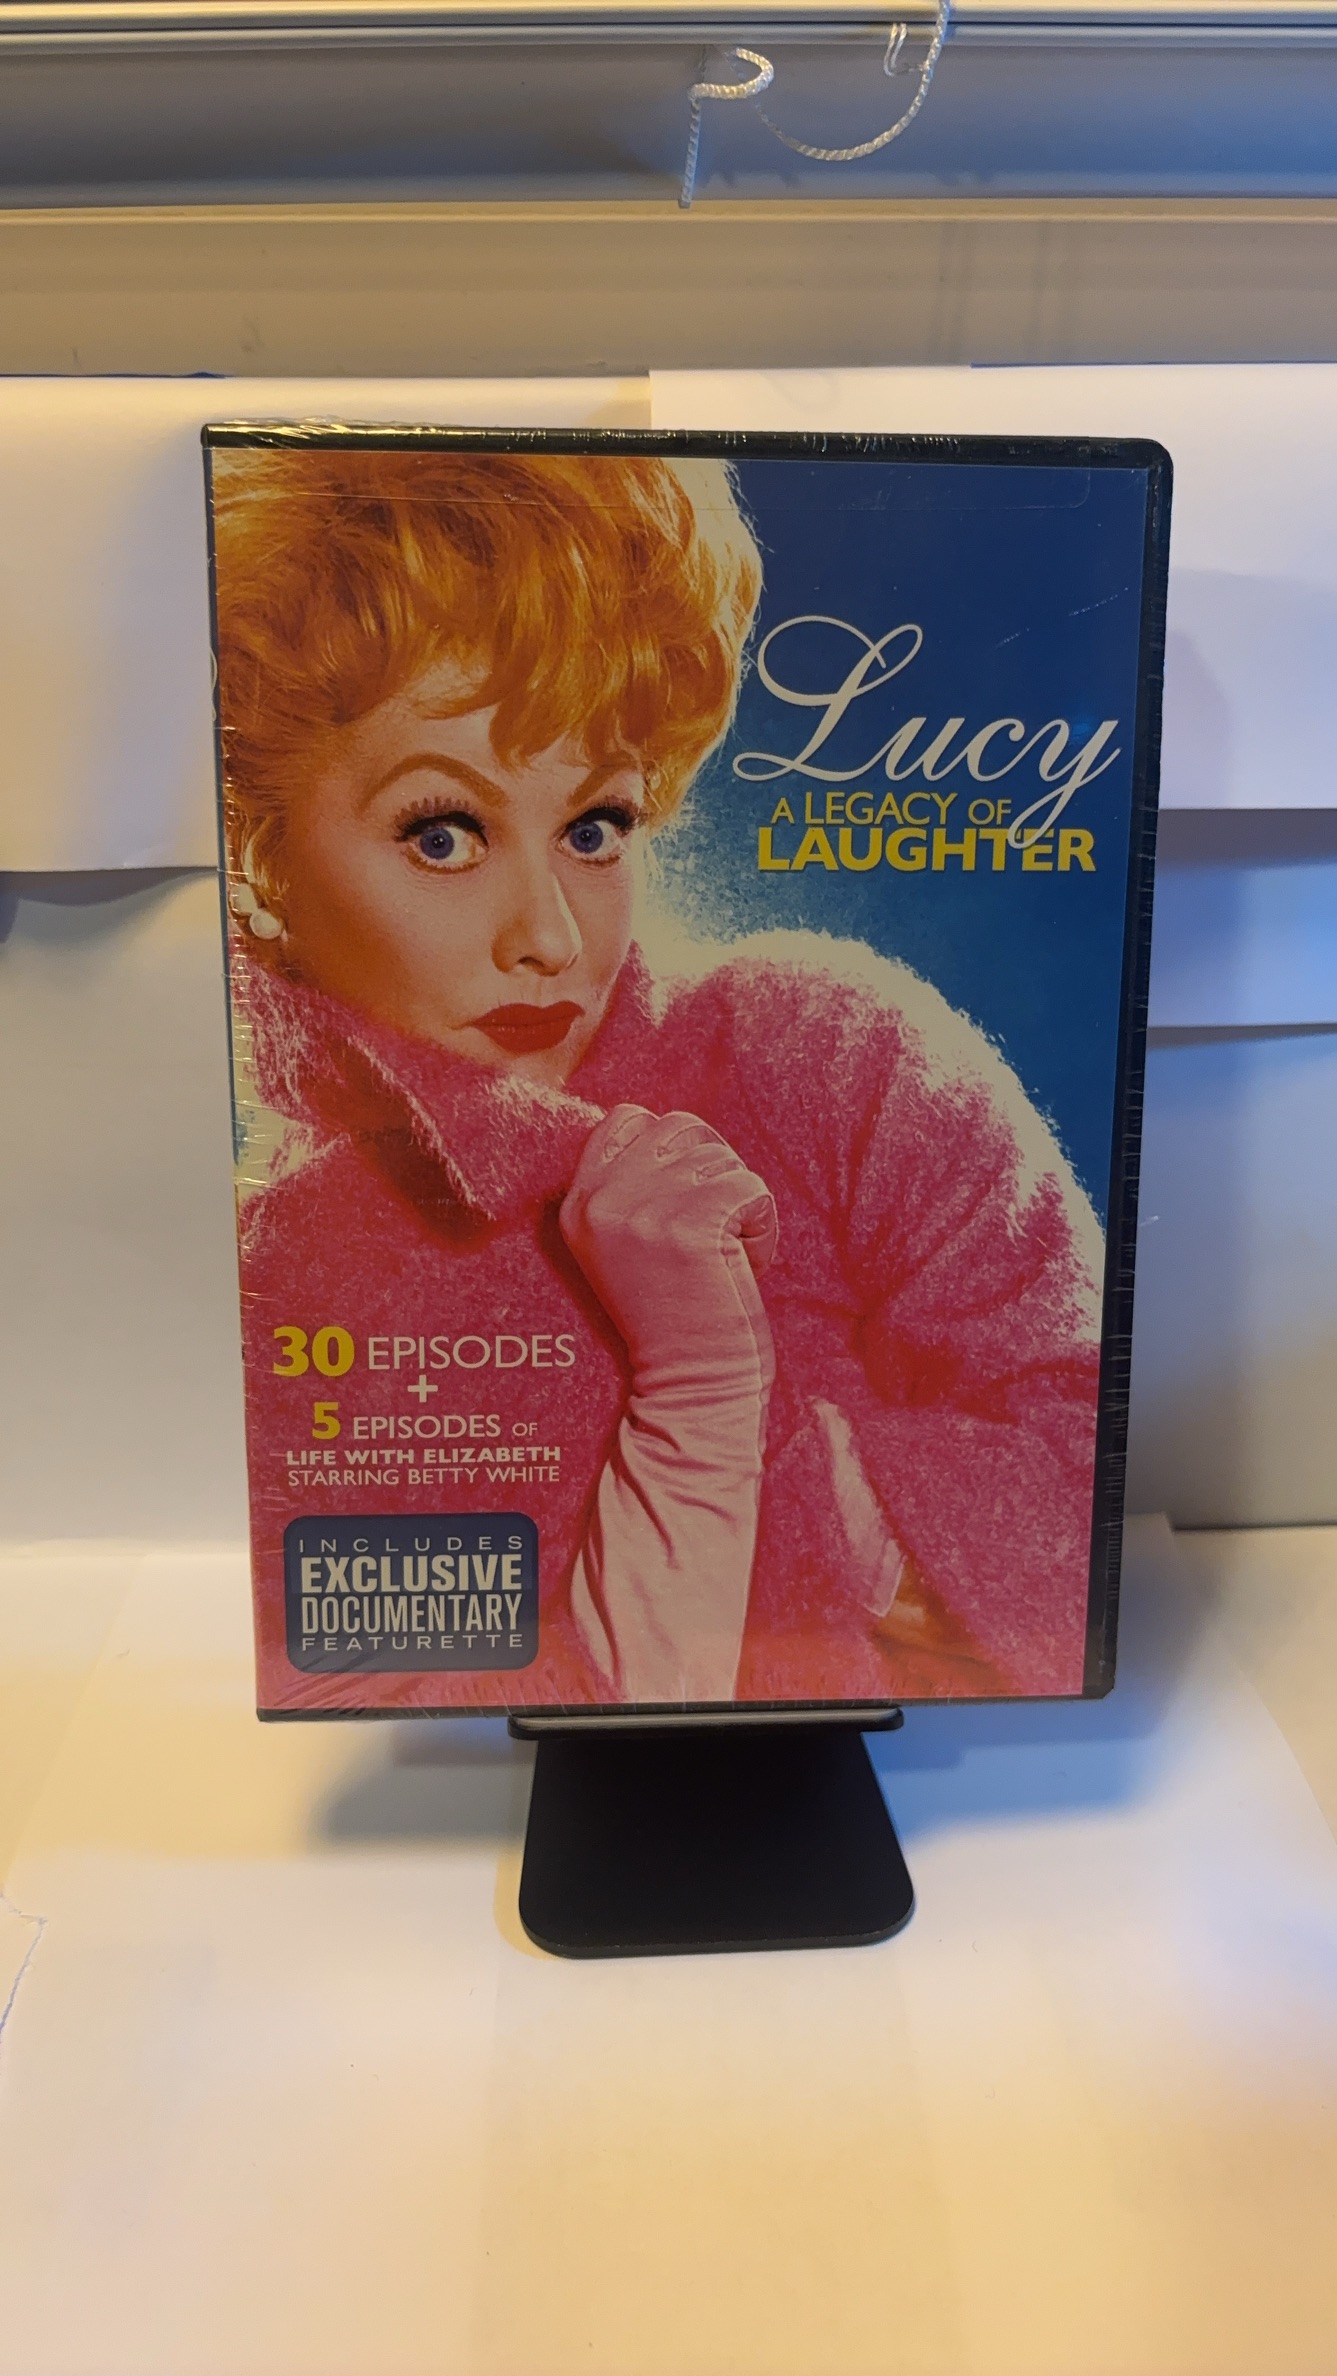 Lucy
A LEGACY OF
LAUGHTER
30 EPISODES
+
5 EPISODES OF
LIFE WITH ELIZABETH
STARRING BETTY WHITE
INCLUDES
EXCLUSIVE
DOCUMENTARY
FEATURETTE